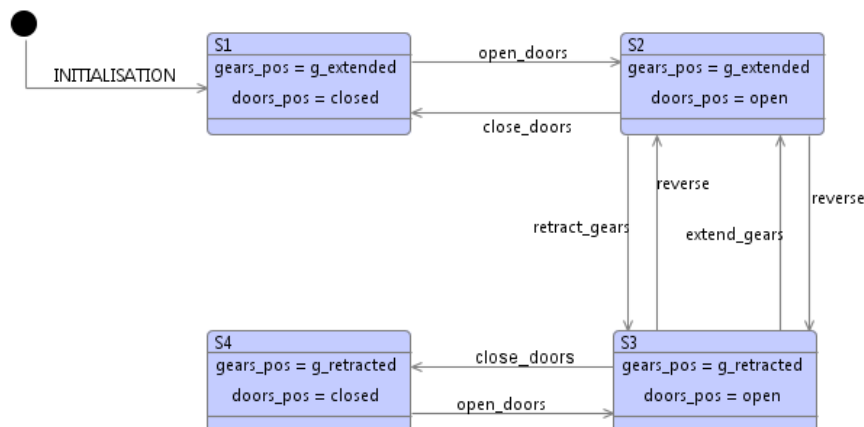 S1
gears_pos = g_extended
doors_pos = closed
INITIALISATION
open_doors
close_doors
S2
gears_pos = g_extended
doors_pos = open
retract_gears
reverse
extend_gears
reverse
S4
gears_pos = g_retracted
doors_pos = closed
close_doors
open_doors
S3
gears_pos = g_retracted
doors_pos = open